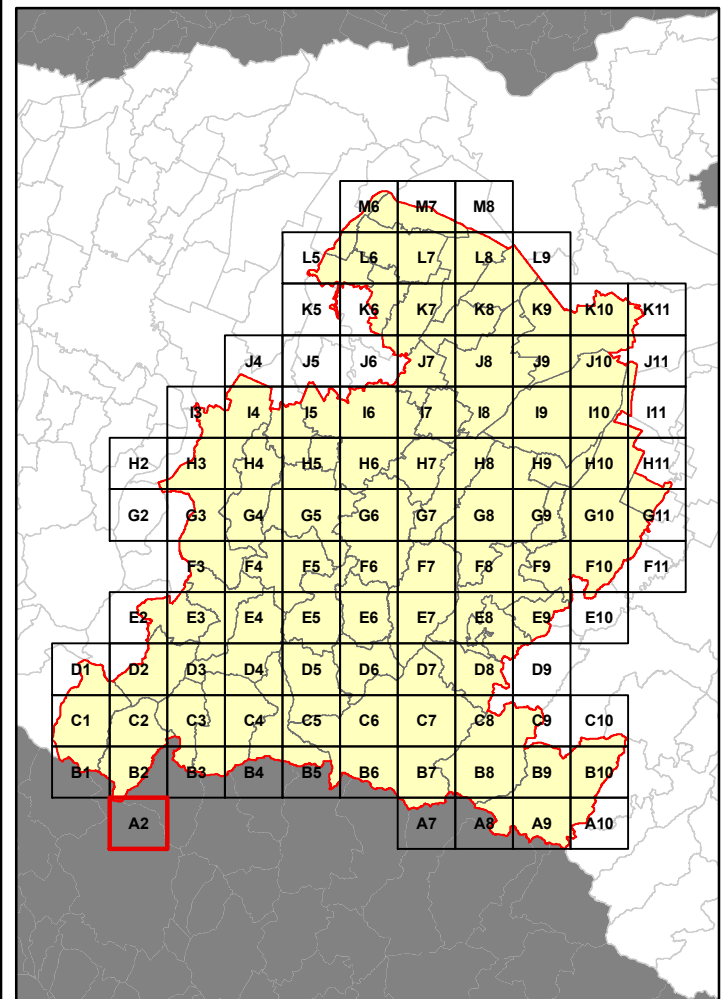 M6 M7 M8
L5 L6 L7 L8 L9
K5 K6 K7 K8 K9 K10 K11
J4 J5 J6 J7 J8 J9 J10 J11
I3 I4 I5 I6 I7 I8 I9 I10 I11
H2 H3 H4 H5 H6 H7 H8 H9 H10 H11
G2 G3 G4 G5 G6 G7 G8 G9 G10 G11
F3 F4 F5 F6 F7 F8 F9 F10 F11
E2 E3 E4 E5 E6 E7 E8 E9 E10
D1 D2 D3 D4 D5 D6 D7 D8 D9
C1 C2 C3 C4 C5 C6 C7 C8 C9 C10
B1 B2 B3 B4 B5 B6 B7 B8 B9 B10
A2 A7 A8 A9 A10